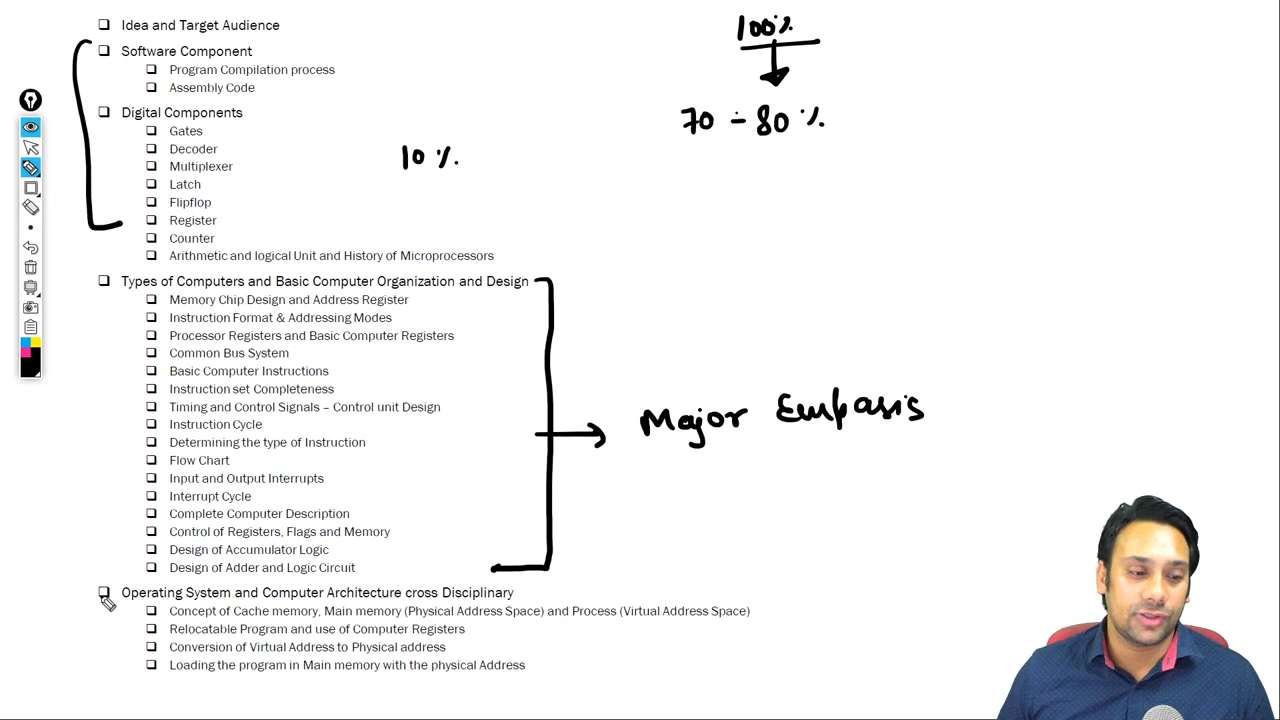 Idea and Target Audience
Software Component
Program Compilation process
Assembly Code
Digital Components
Gates
Decoder
Multiplexer
Latch
Flipflop
Register
Counter
Arithmetic and logical Unit and History of Microprocessors
Types of Computers and Basic Computer Organization and Design
Memory Chip Design and Address Register
Instruction Format & Addressing Modes
Processor Registers and Basic Computer Registers
Common Bus System
Basic Computer Instructions
Instruction set Completeness
Timing and Control Signals – Control unit Design
Instruction Cycle
Determining the type of Instruction
Flow Chart
Input and Output Interrupts
Interrupt Cycle
Complete Computer Description
Control of Registers, Flags and Memory
Design of Accumulator Logic
Design of Adder and Logic Circuit
Operating System and Computer Architecture cross Disciplinary
Concept of Cache memory, Main memory (Physical Address Space) and Process (Virtual Address Space)
Relocatable Program and use of Computer Registers
Conversion of Virtual Address to Physical address
Loading the program in Main memory with the physical Address
100%
70 - 80 %
10 %.
Major Empasis